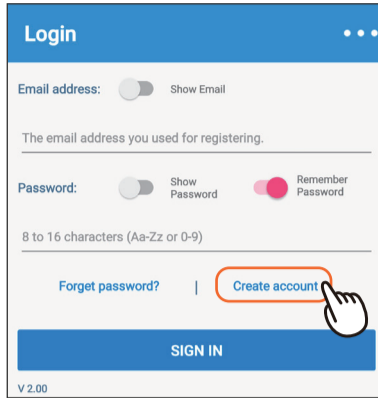 Login
Email address: Show Email
The email address you used for registering.
Password: Show Password Remember Password
8 to 16 characters (Aa-Zz or 0-9)
Forget password? | Create account
SIGN IN
V 2.00